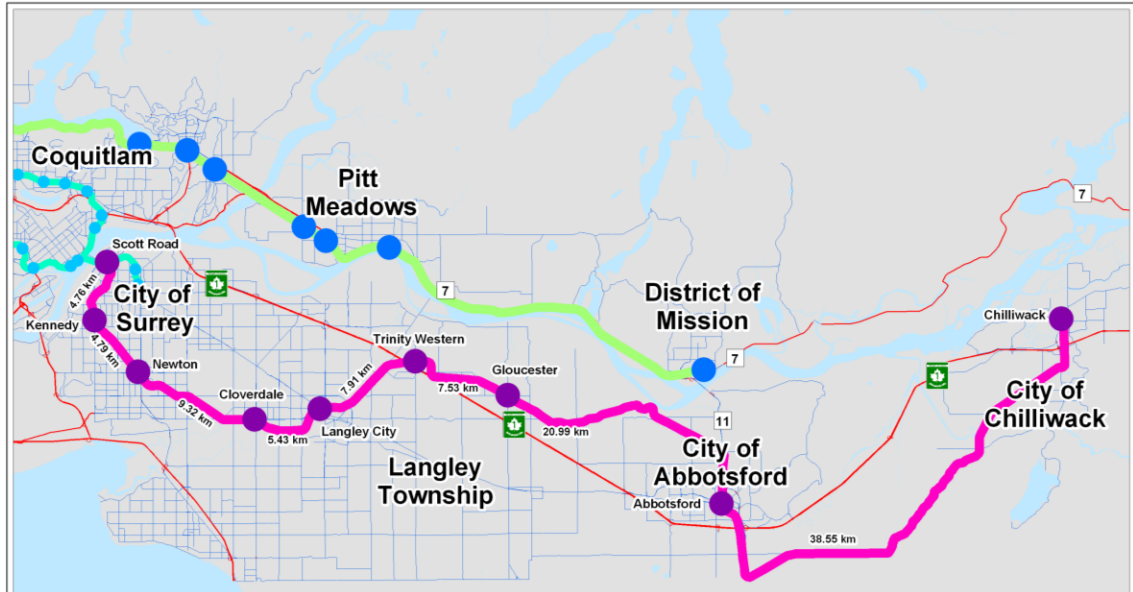 Coquitlam
Pitt
Meadows
7
Scott Road
1
4.76 km
City of
Surrey
7
District of
Mission
Kennedy
4.79 km
Newton
Trinity Western
7
Chilliwack
Gloucester
7.91 km
7.53 km
1
Cloverdale
9.32 km
5.43 km
Langley City
1
20.99 km
11
City of
Chilliwack
Langley
Township
City of
Abbotsford
Abbotsford
38.55 km